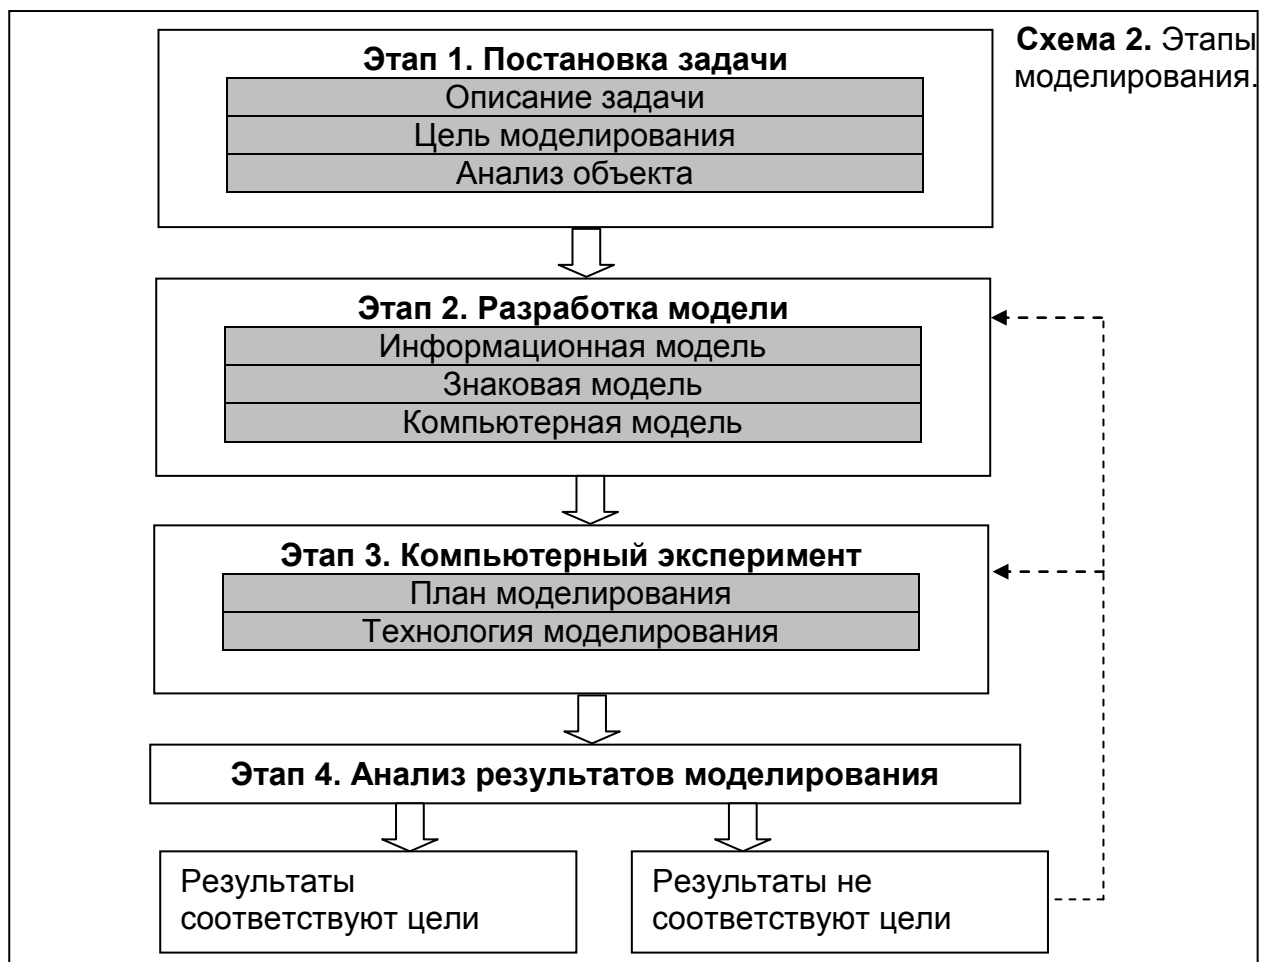 Схема 2. Этапы
моделирования.
Этап 1. Постановка задачи
Описание задачи
Цель моделирования
Анализ объекта
Этап 2. Разработка модели
Информационная модель
Знаковая модель
Компьютерная модель
Этап 3. Компьютерный эксперимент
План моделирования
Технология моделирования
Этап 4. Анализ результатов моделирования
Результаты
соответствуют цели
Результаты не
соответствуют цели